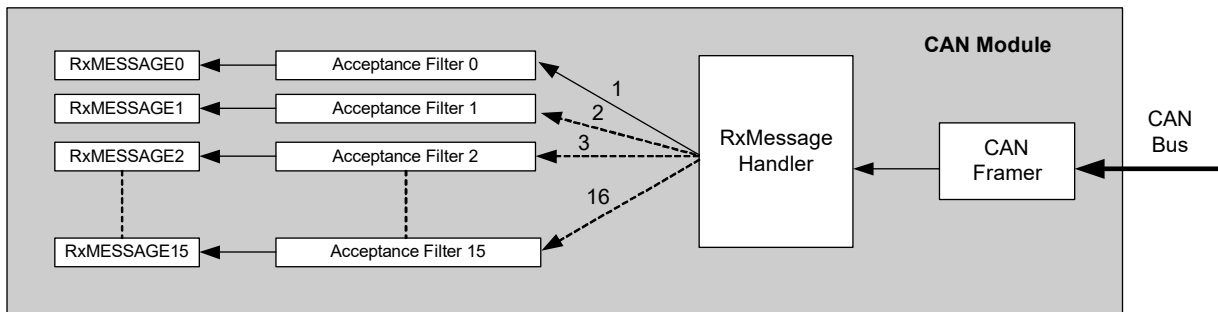 CAN Module
RxMESSAGE0
Acceptance Filter 0
1
RxMESSAGE1
Acceptance Filter 1
2
RxMESSAGE2
Acceptance Filter 2
3
RxMESSAGE15
Acceptance Filter 15
16
RxMessage
Handler
CAN
Framer
CAN
Bus